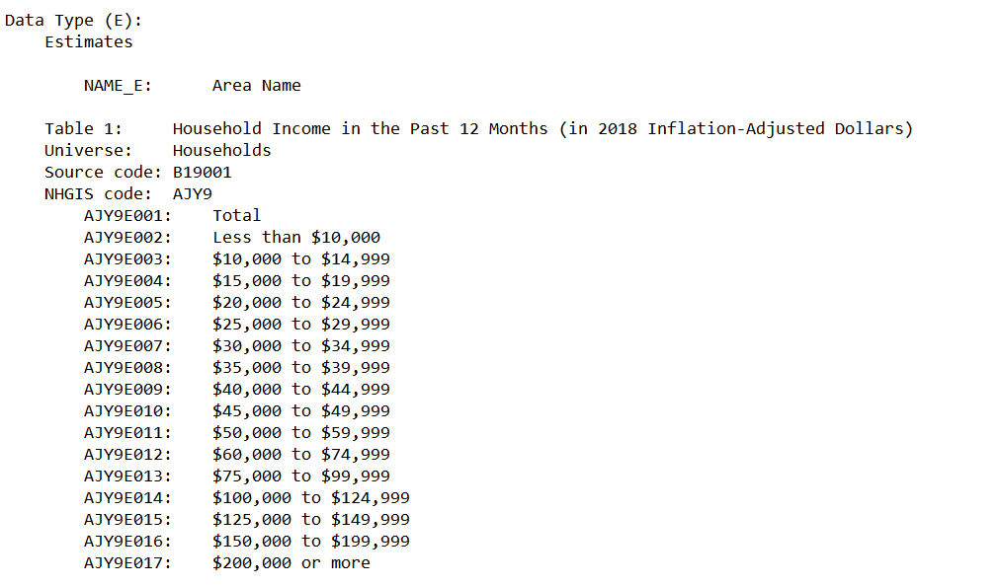 Data Type (E):
Estimates
NAME_E: Area Name
Table 1: Household Income in the Past 12 Months (in 2018 Inflation-Adjusted Dollars)
Universe: Households
Source code: B19001
NHGIS code: AJY9
AJY9E001: Total
AJY9E002: Less than $10,000
AJY9E003: $10,000 to $14,999
AJY9E004: $15,000 to $19,999
AJY9E005: $20,000 to $24,999
AJY9E006: $25,000 to $29,999
AJY9E007: $30,000 to $34,999
AJY9E008: $35,000 to $39,999
AJY9E009: $40,000 to $44,999
AJY9E010: $45,000 to $49,999
AJY9E011: $50,000 to $59,999
AJY9E012: $60,000 to $74,999
AJY9E013: $75,000 to $99,999
AJY9E014: $100,000 to $124,999
AJY9E015: $125,000 to $149,999
AJY9E016: $150,000 to $199,999
AJY9E017: $200,000 or more